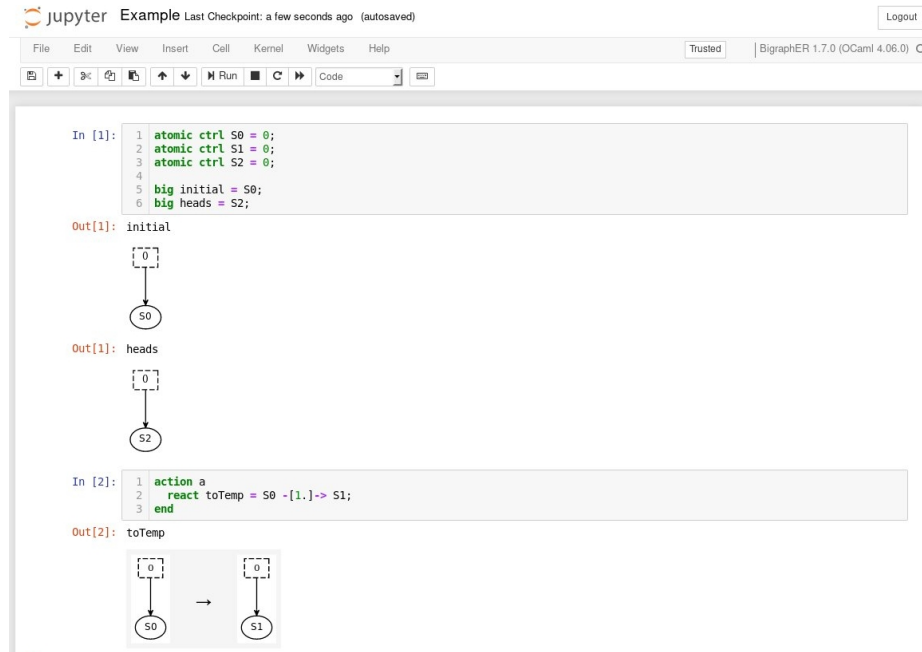 jupyter Example Last Checkpoint: a few seconds ago (autosaved)
Logout
File Edit View Insert Cell Kernel Widgets Help
Trusted
BigraphER 1.7.0 (OCaml 4.06.0)
Run
Code
In [1]:
1 atomic ctrl S0 = 0;
2 atomic ctrl S1 = 0;
3 atomic ctrl S2 = 0;
4
5 big initial = S0;
6 big heads = S2;
Out[1]: initial
0
S0
Out[1]: heads
0
S2
In [2]:
1 action a
2 react toTemp = S0 -[1.]-> S1;
3 end
Out[2]: toTemp
0 0
→
S0 S1